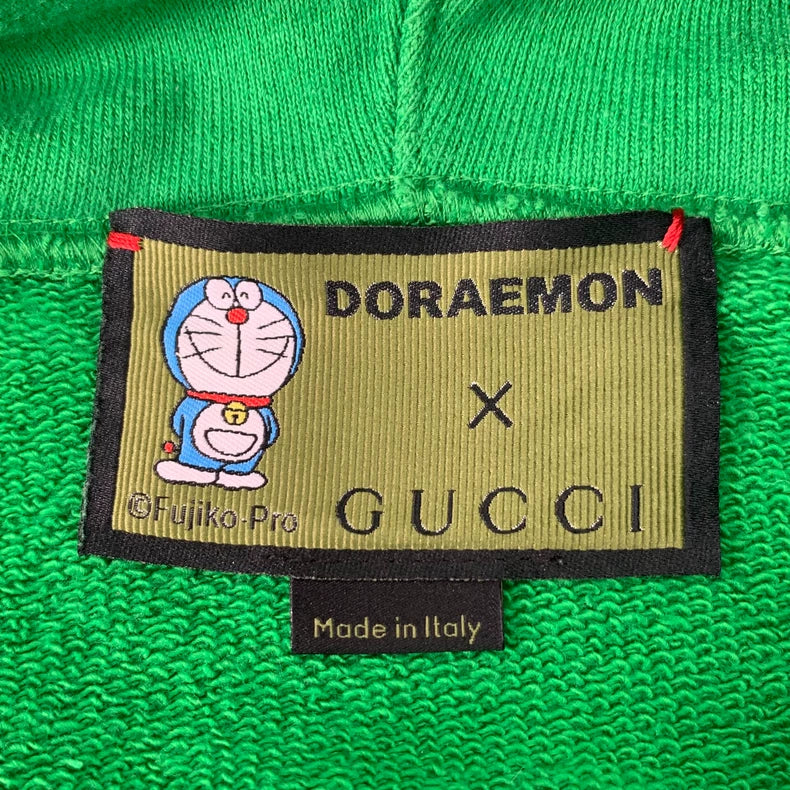 DORAEMON
×
GUCCI
©Fujiko-Pro
Made in Italy